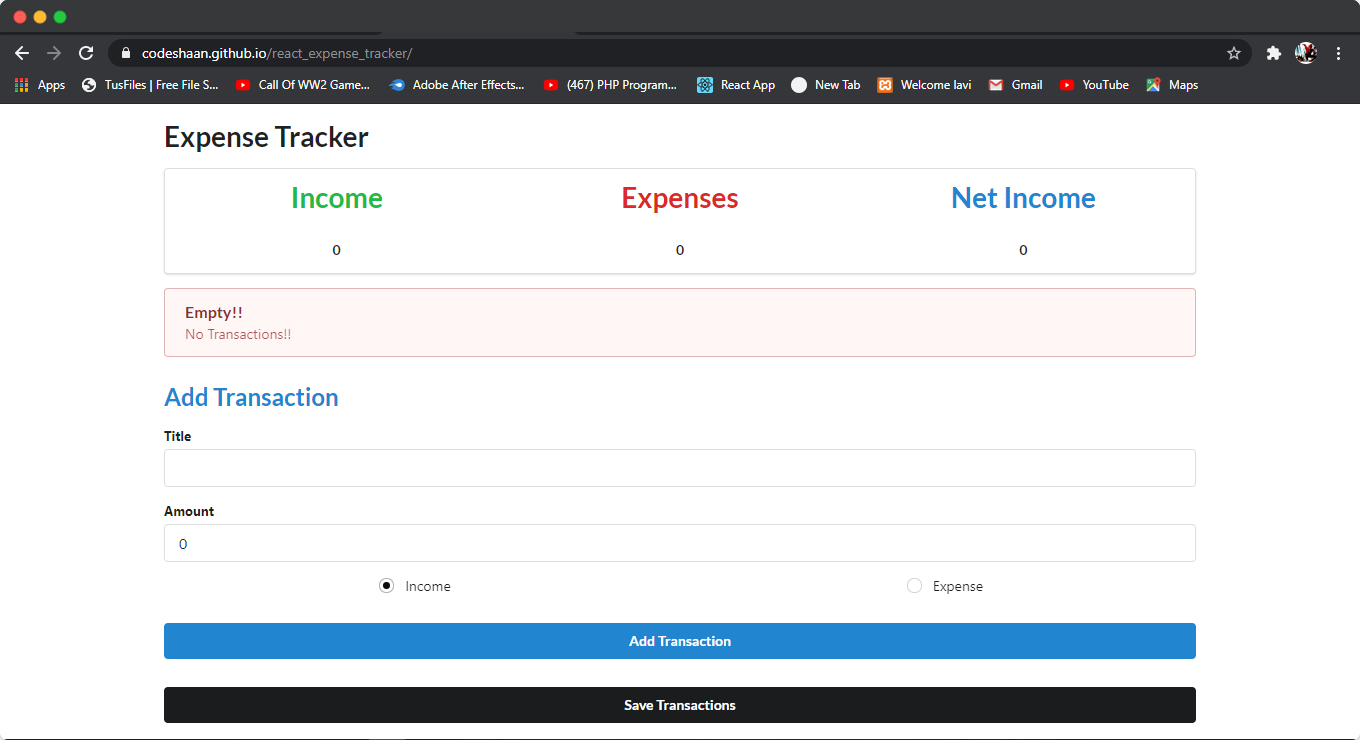 codeshaan.github.io/react_expense_tracker/
Apps TusFiles | Free File S... Call Of WW2 Game... Adobe After Effects... (467) PHP Program... React App New Tab Welcome lavi Gmail YouTube Maps
Expense Tracker
Income Expenses Net Income
0 0 0
Empty!!
No Transactions!!
Add Transaction
Title
Amount
0
Income Expense
Add Transaction
Save Transactions